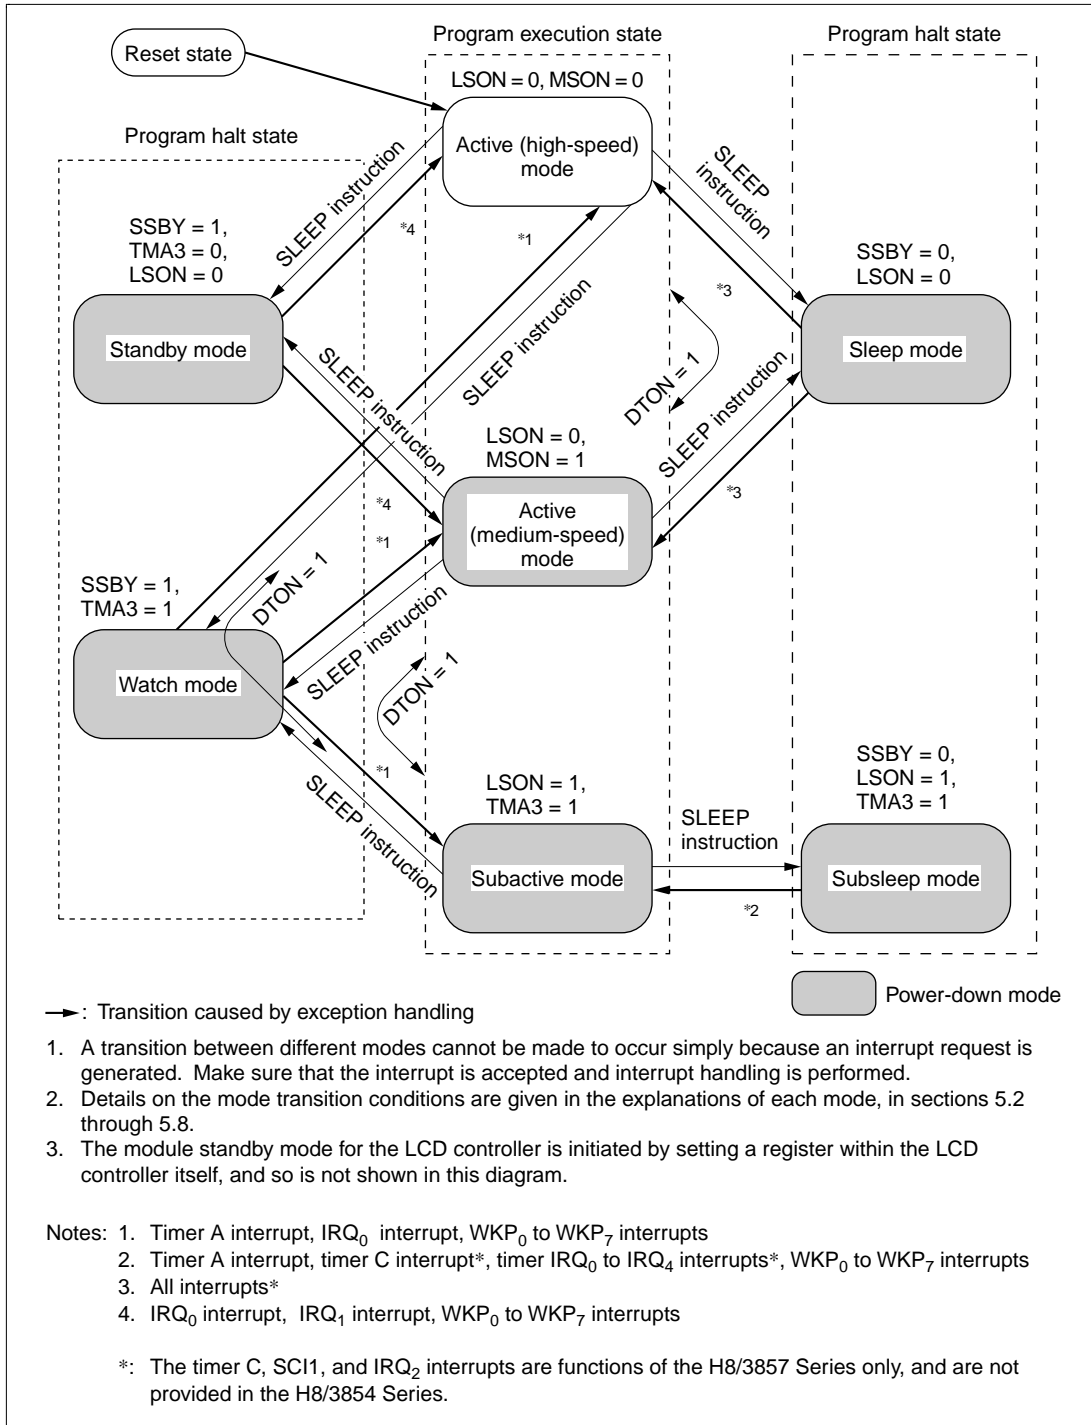 Program execution state
Program halt state
Reset state
LSON = 0, MSON = 0
Program halt state
Active (high-speed)
mode
SLEEP instruction
SLEEP
instruction
*4
*1
SSBY = 1,
TMA3 = 0,
LSON = 0
SSBY = 0,
LSON = 0
*3
Standby mode
SLEEP instruction
SLEEP instruction
DTON = 1
Sleep mode
SLEEP instruction
LSON = 0,
MSON = 1
*3
*4
Active
(medium-speed)
mode
*1
DTON = 1
SSBY = 1,
TMA3 = 1
SLEEP instruction
Watch mode
DTON = 1
*1
SLEEP instruction
LSON = 1,
TMA3 = 1
SSBY = 0,
LSON = 1,
TMA3 = 1
SLEEP
instruction
Subactive mode
Subsleep mode
*2
Power-down mode
: Transition caused by exception handling
1. A transition between different modes cannot be made to occur simply because an interrupt request is
generated. Make sure that the interrupt is accepted and interrupt handling is performed.
2. Details on the mode transition conditions are given in the explanations of each mode, in sections 5.2
through 5.8.
3. The module standby mode for the LCD controller is initiated by setting a register within the LCD
controller itself, and so is not shown in this diagram.
Notes: 1. Timer A interrupt, IRQ0 interrupt, WKP0 to WKP7 interrupts
2. Timer A interrupt, timer C interrupt*, timer IRQ0 to IRQ4 interrupts*, WKP0 to WKP7 interrupts
3. All interrupts*
4. IRQ0 interrupt, IRQ1 interrupt, WKP0 to WKP7 interrupts
*: The timer C, SCI1, and IRQ2 interrupts are functions of the H8/3857 Series only, and are not
provided in the H8/3854 Series.